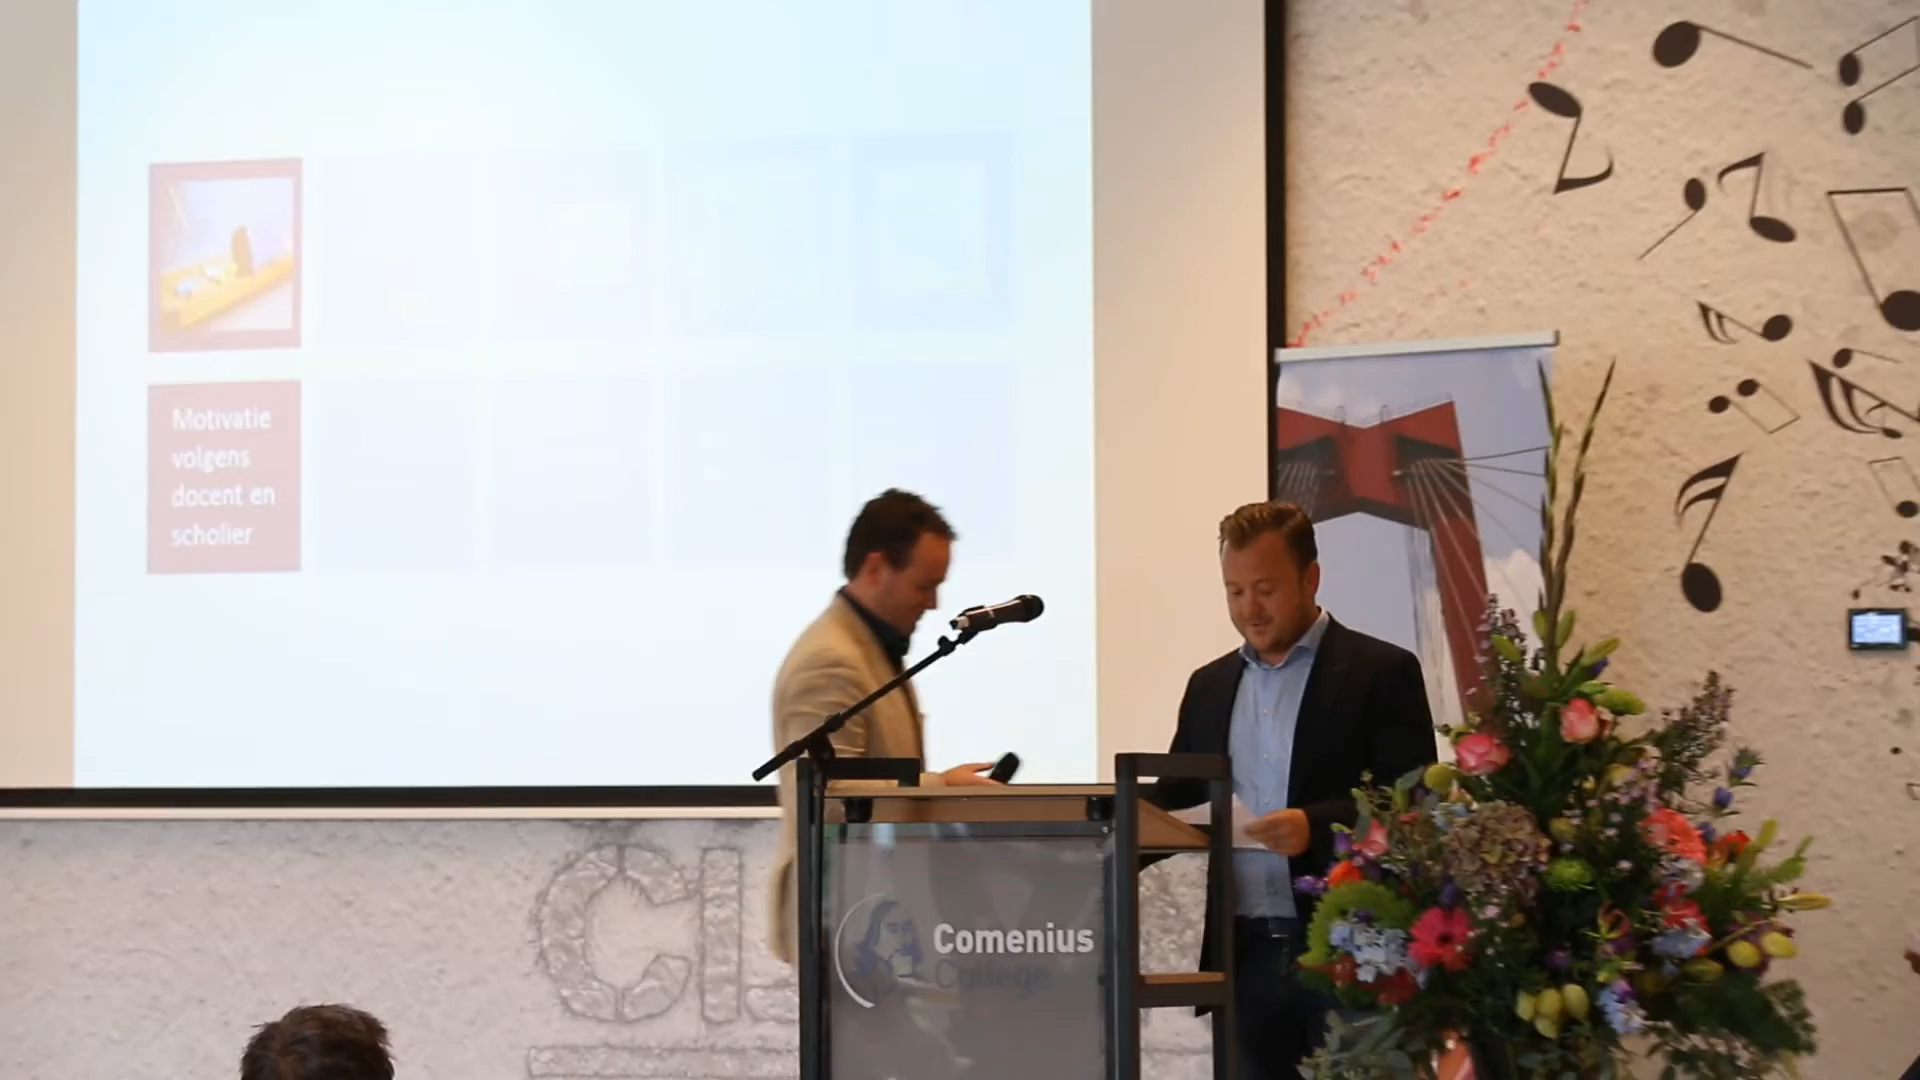 Motivatie
volgens
docent en
scholier
Comenius
College